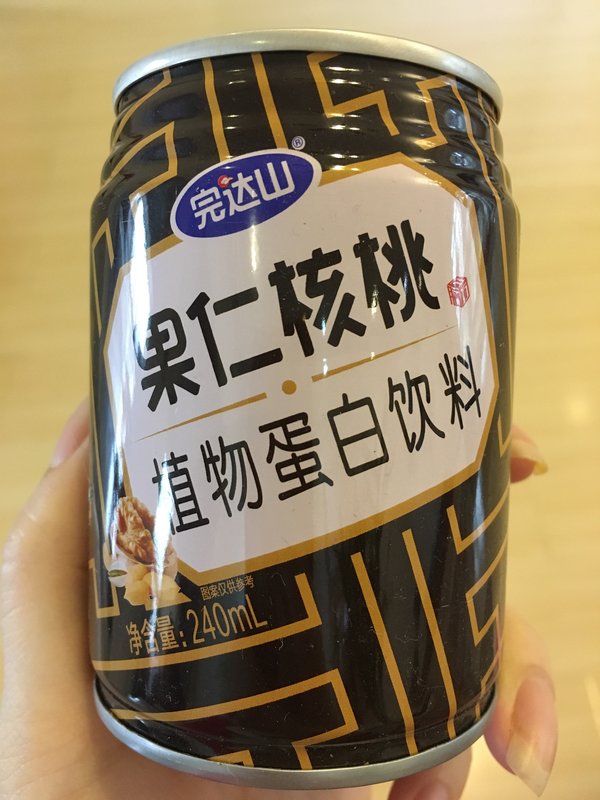 完达山®
果仁核桃
植物蛋白饮料
图案仅供参考
净含量：240mL